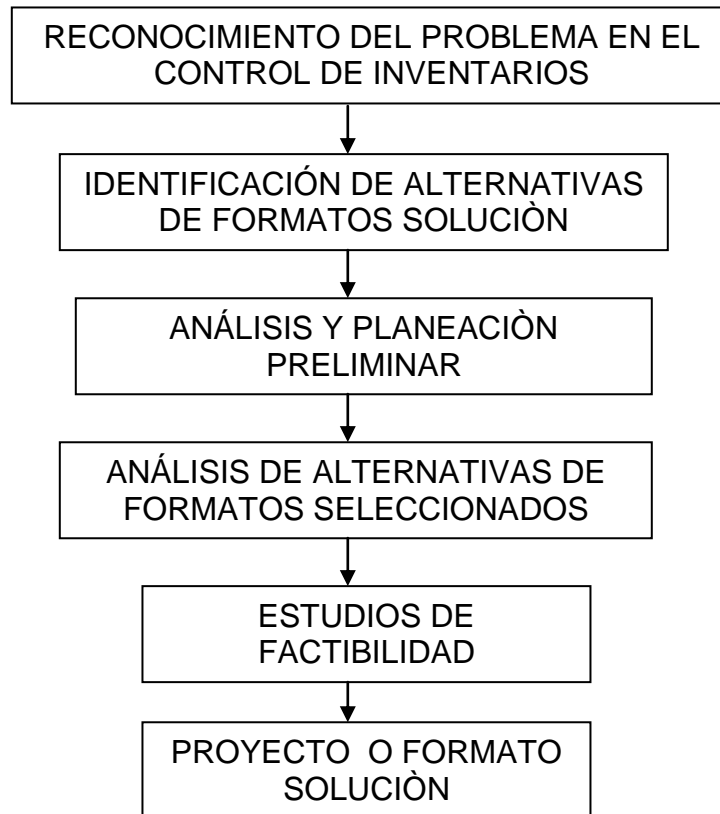 RECONOCIMIENTO DEL PROBLEMA EN EL
CONTROL DE INVENTARIOS
IDENTIFICACIÓN DE ALTERNATIVAS
DE FORMATOS SOLUCIÒN
ANÁLISIS Y PLANEACIÒN
PRELIMINAR
ANÁLISIS DE ALTERNATIVAS DE
FORMATOS SELECCIONADOS
ESTUDIOS DE
FACTIBILIDAD
PROYECTO  O FORMATO
SOLUCIÒN